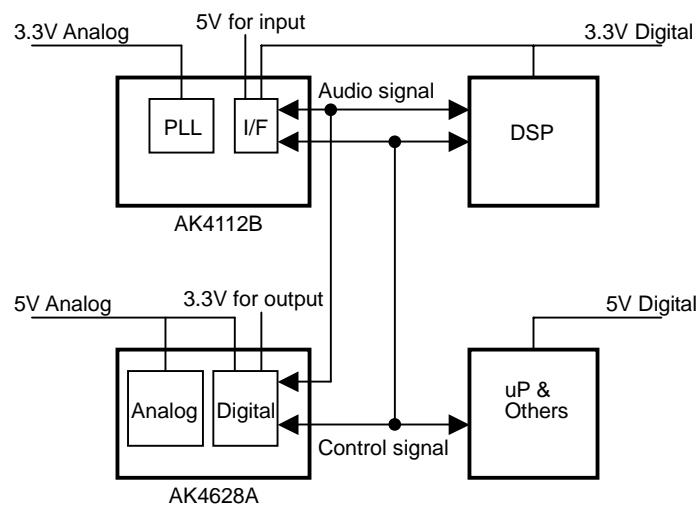 5V for input
3.3V Analog
3.3V Digital
Audio signal
PLL
I/F
DSP
AK4112B
5V Analog
3.3V for output
5V Digital
Analog
Digital
uP &
Others
Control signal
AK4628A